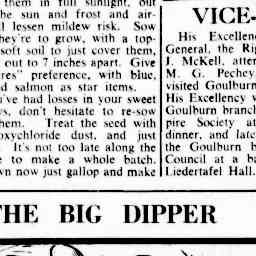 them in full sunlight, but
the sun and frost and air-
l lessen mildew risk. Sow
they're to grow, with a top-
soft soil to just cover them,
out to 7 inches apart. Give
res" preference, with blue,
d salmon as star items.
u've had losses in your sweet
s, don't hesitate to re-sow
hem. Treat the seed with
oxychloride dust, and just
It's not too late along the
e to make a whole batch.
wn now just gallop and make
VICE-
His Excellen
General, the Rig
J. McKell, atten
M. G. Pechey,
visited Goulburn
His Excellency w
Goulburn branch
pire Society at
dinner, and late
the Goulburn b
Council at a ba
Liedertafel Hall.
THE BIG DIPPER